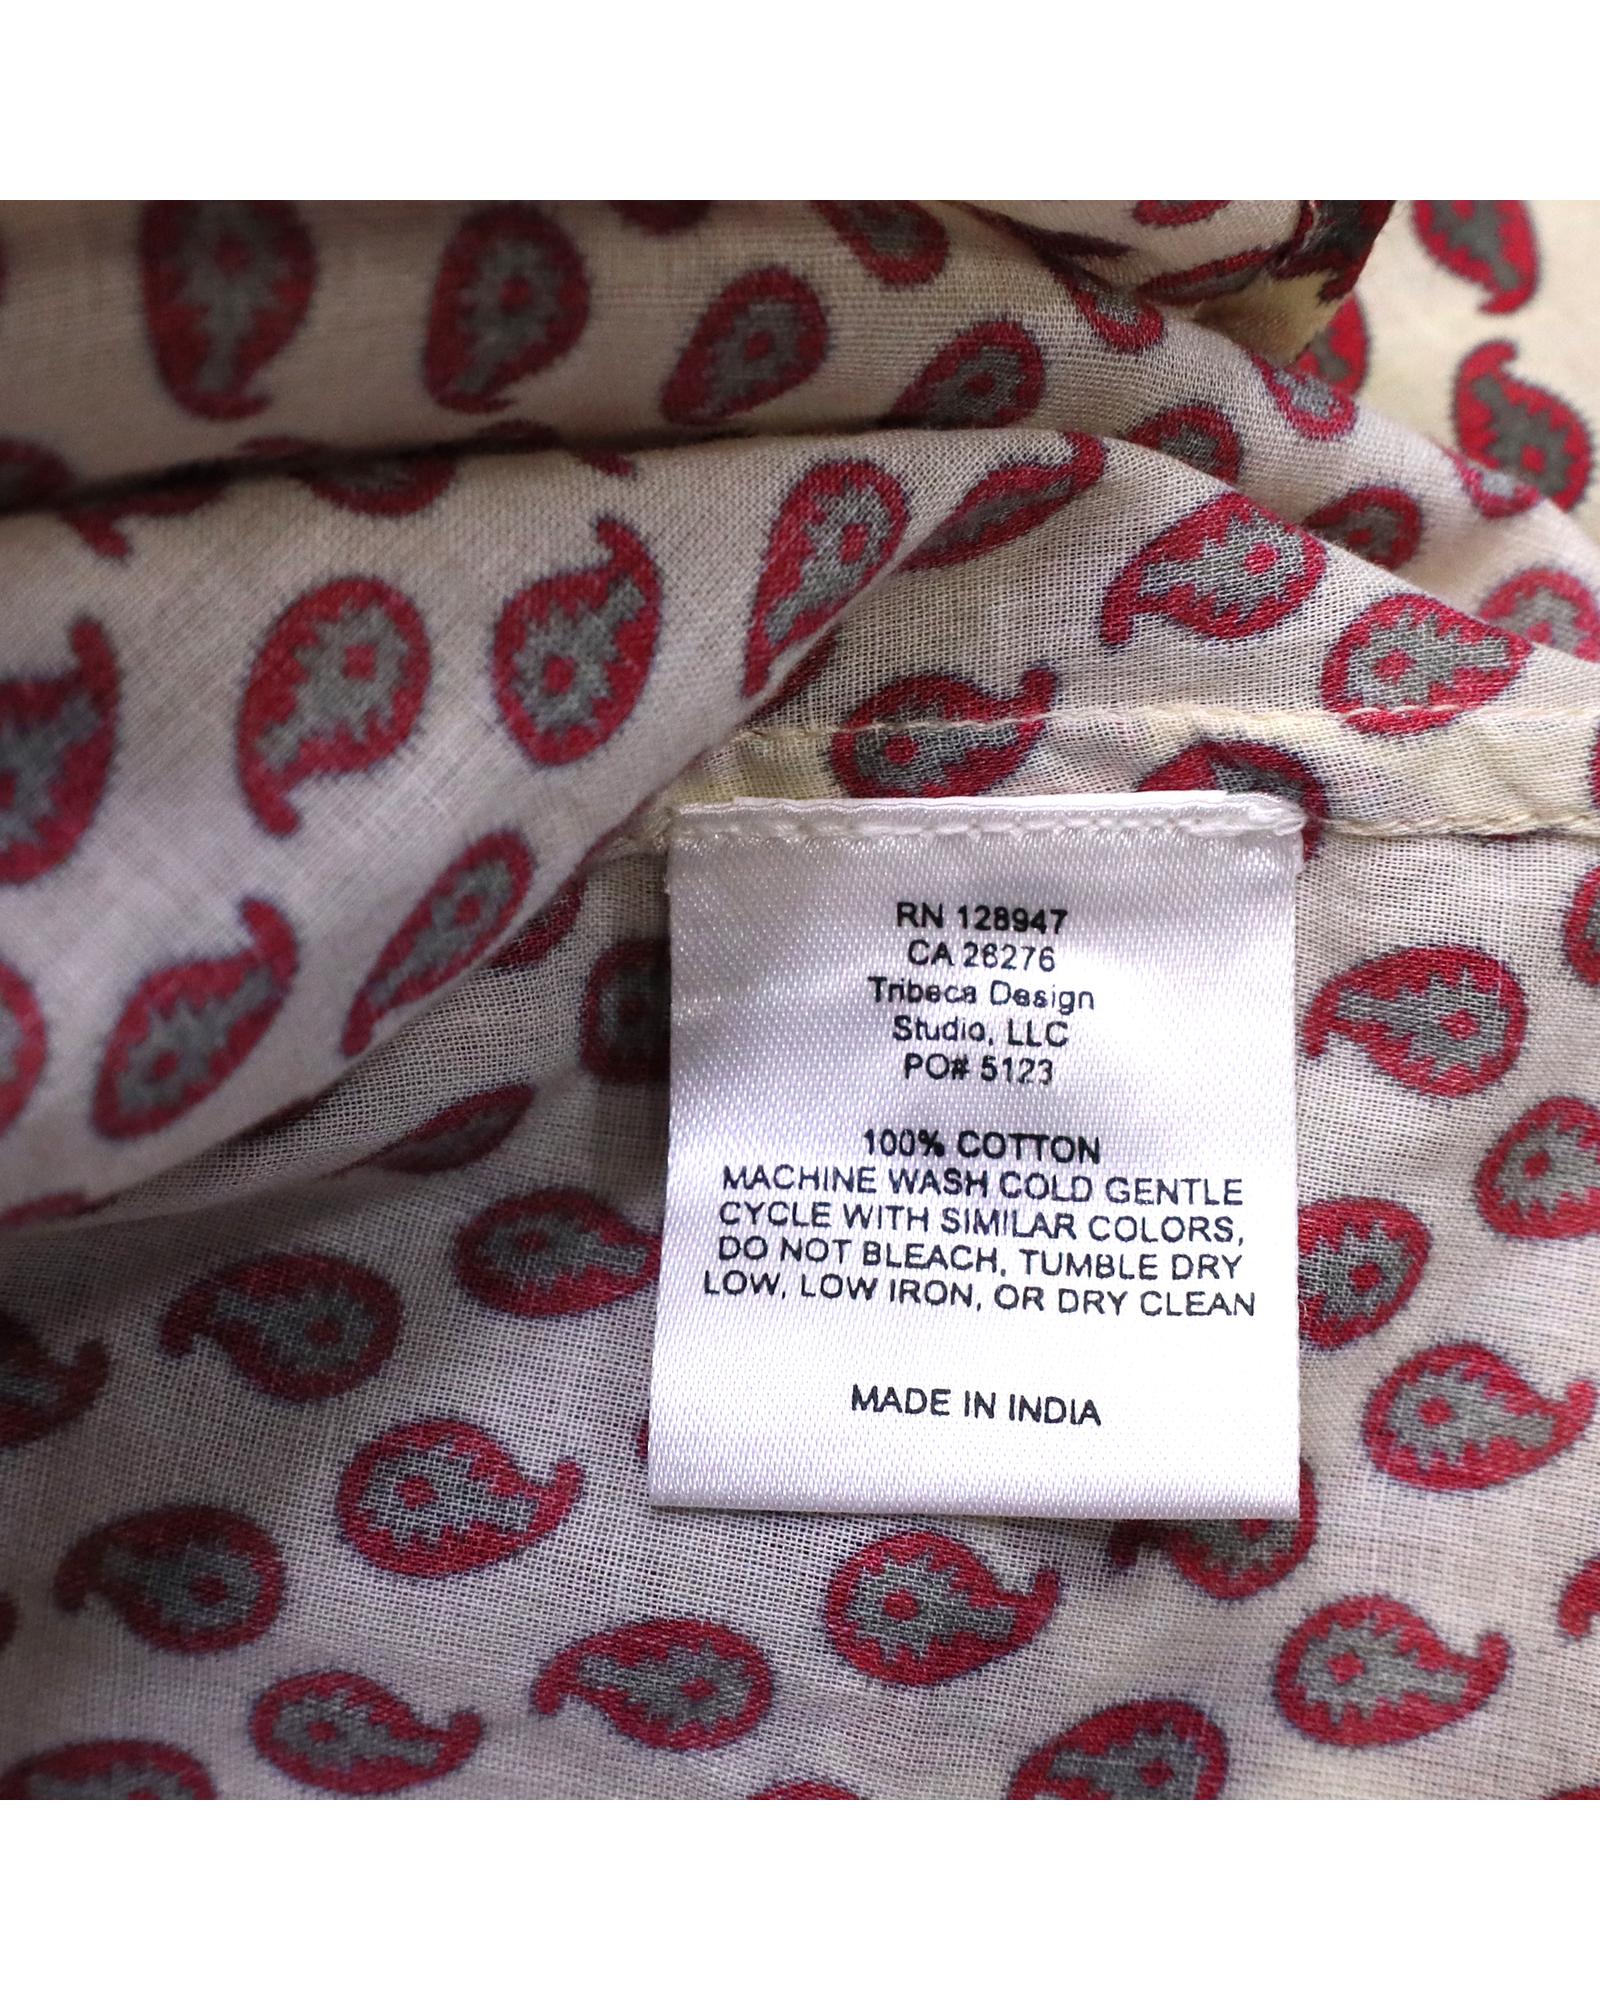 RN 128947
CA 26276
Tribeca Design
Studio, LLC
PO# 5123
100% COTTON
MACHINE WASH COLD GENTLE
CYCLE WITH SIMILAR COLORS,
DO NOT BLEACH, TUMBLE DRY
LOW, LOW IRON, OR DRY CLEAN
MADE IN INDIA